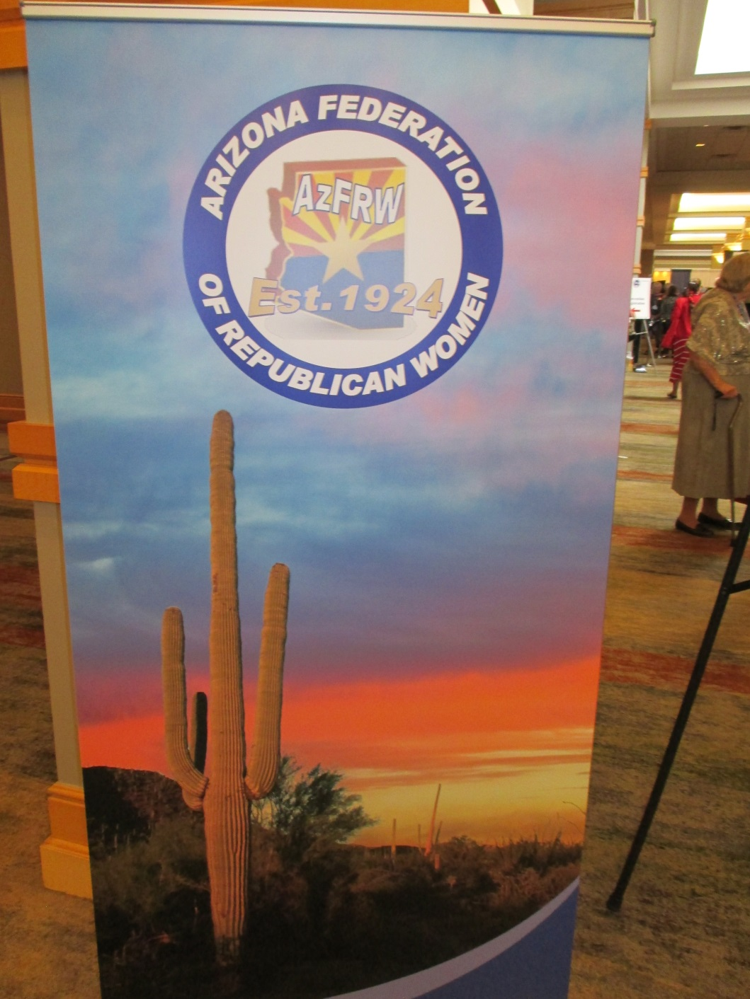 ARIZONA FEDERATION
OF REPUBLICAN WOMEN
AzFRW
Est. 1924